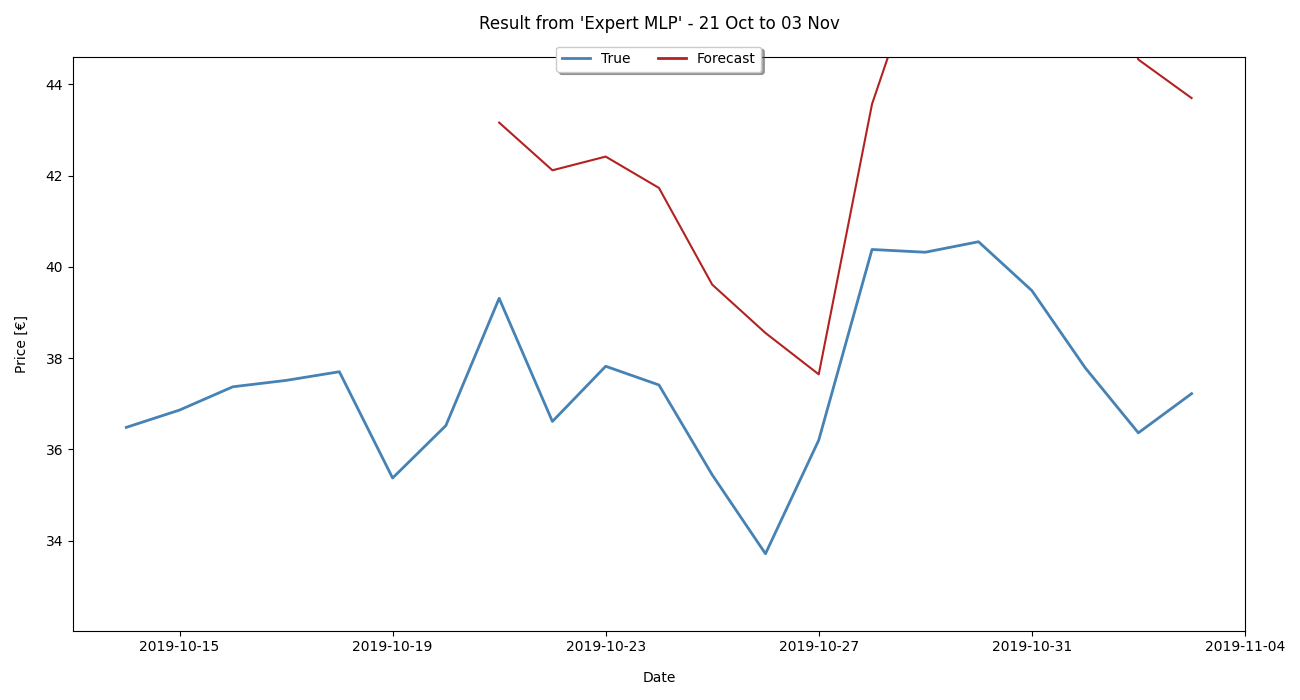 Result from 'Expert MLP' - 21 Oct to 03 Nov
True Forecast
44
42
40
38
36
34
Price [€]
2019-10-15 2019-10-19 2019-10-23 2019-10-27 2019-10-31 2019-11-04
Date